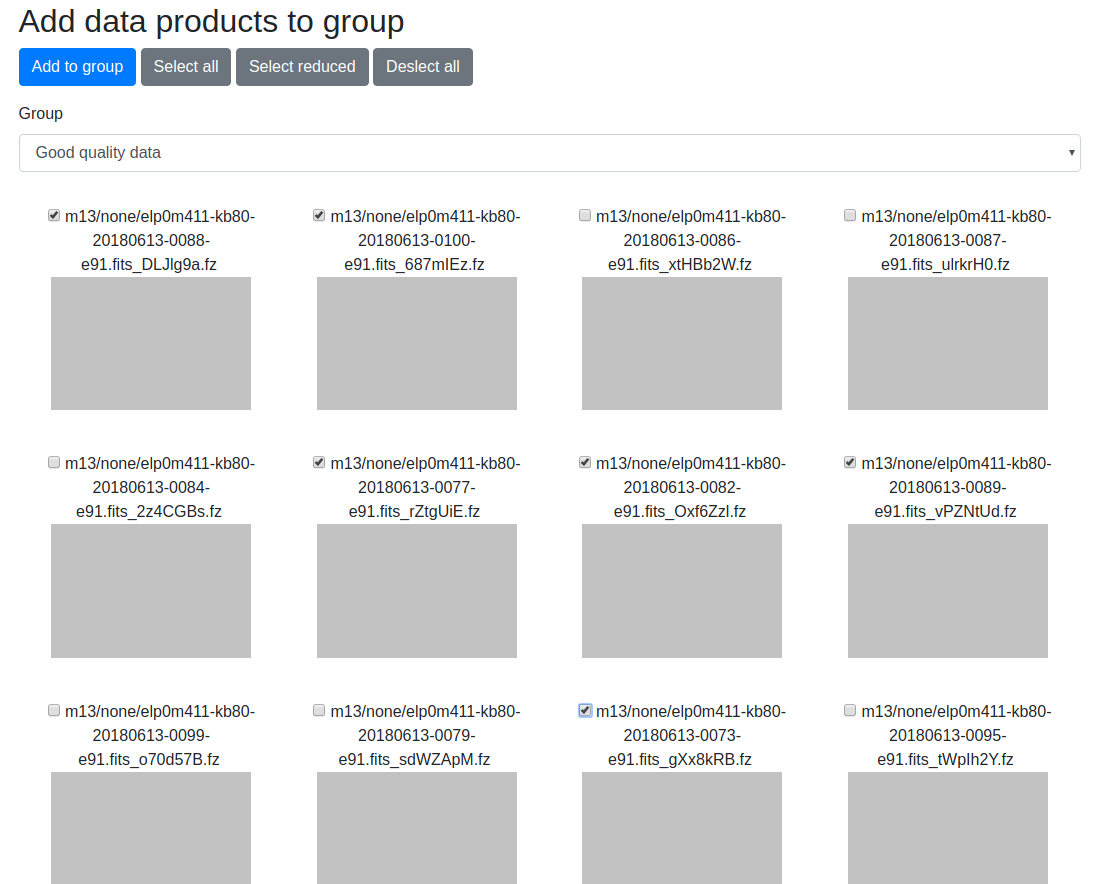 Add data products to group
Add to group Select all Select reduced Deslect all
Group
Good quality data
m13/none/elp0m411-kb80- m13/none/elp0m411-kb80- m13/none/elp0m411-kb80- m13/none/elp0m411-kb80-
20180613-0088- 20180613-0100- 20180613-0086- 20180613-0087-
e91.fits_DLJlg9a.fz e91.fits_687mIEz.fz e91.fits_xtHBb2W.fz e91.fits_ulrkrH0.fz
m13/none/elp0m411-kb80- m13/none/elp0m411-kb80- m13/none/elp0m411-kb80- m13/none/elp0m411-kb80-
20180613-0084- 20180613-0077- 20180613-0082- 20180613-0089-
e91.fits_2z4CGBs.fz e91.fits_rZtgUiE.fz e91.fits_Oxf6Zzl.fz e91.fits_vPZNtUd.fz
m13/none/elp0m411-kb80- m13/none/elp0m411-kb80- m13/none/elp0m411-kb80- m13/none/elp0m411-kb80-
20180613-0099- 20180613-0079- 20180613-0073- 20180613-0095-
e91.fits_o70d57B.fz e91.fits_sdWZApM.fz e91.fits_gXx8kRB.fz e91.fits_tWpIh2Y.fz